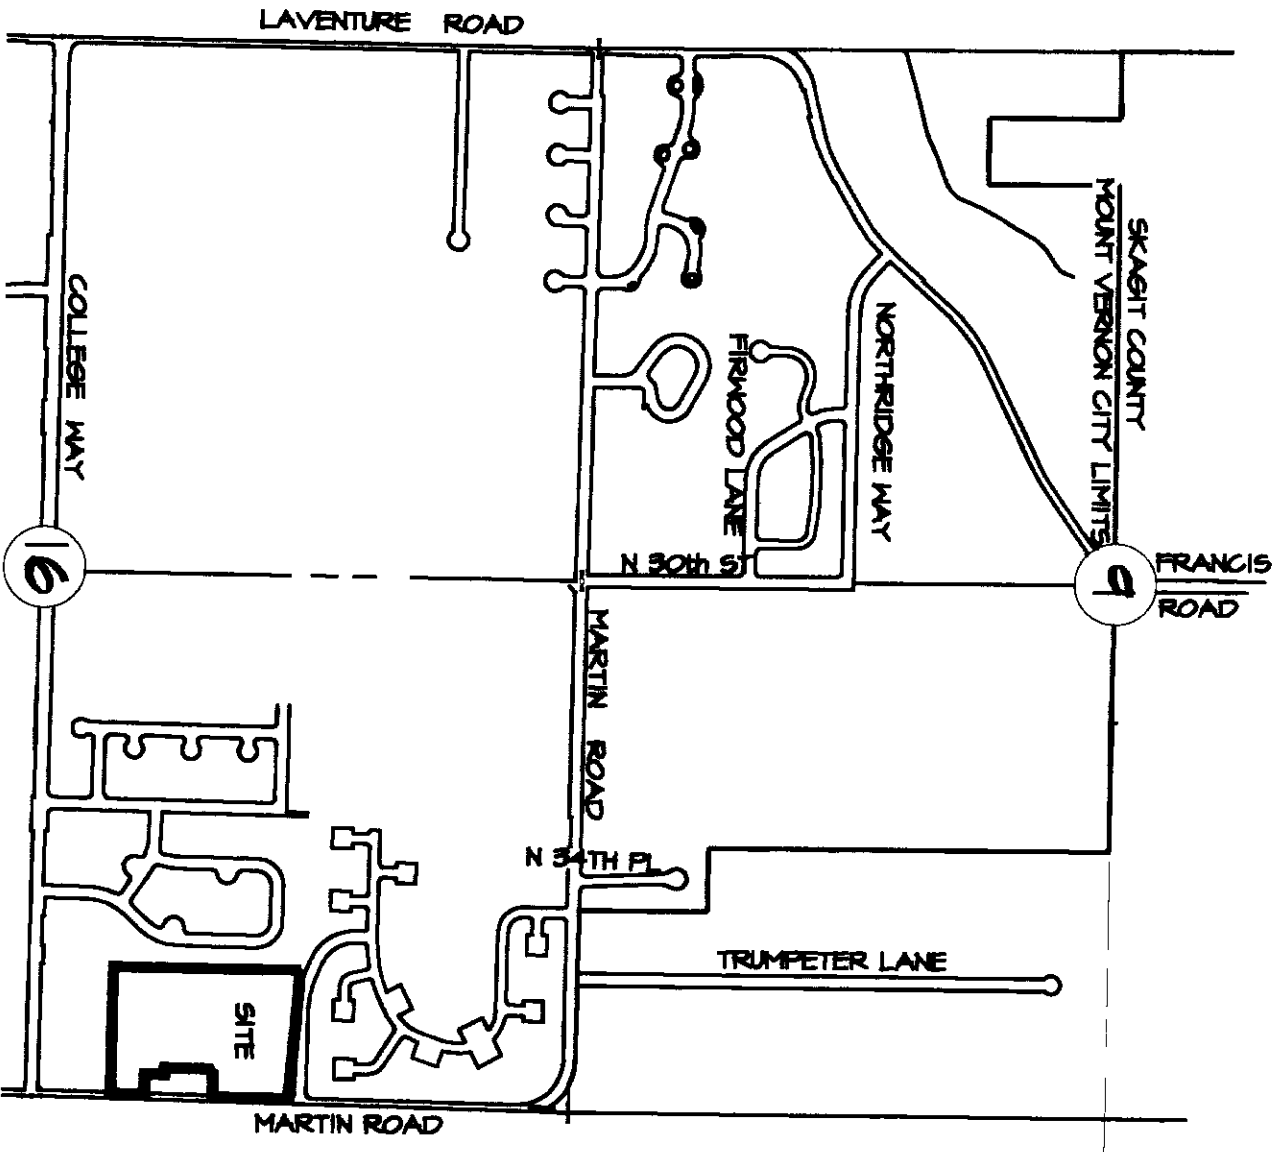 LAVENTURE ROAD
SKAGIT COUNTY
MOUNT VERNON CITY LIMITS
COLLEGE WAY
NORTHRIDGE WAY
FIRWOOD LANE
N 30th ST
16
9
FRANCIS
ROAD
MARTIN ROAD
N 34TH PL
TRUMPETER LANE
SITE
MARTIN ROAD